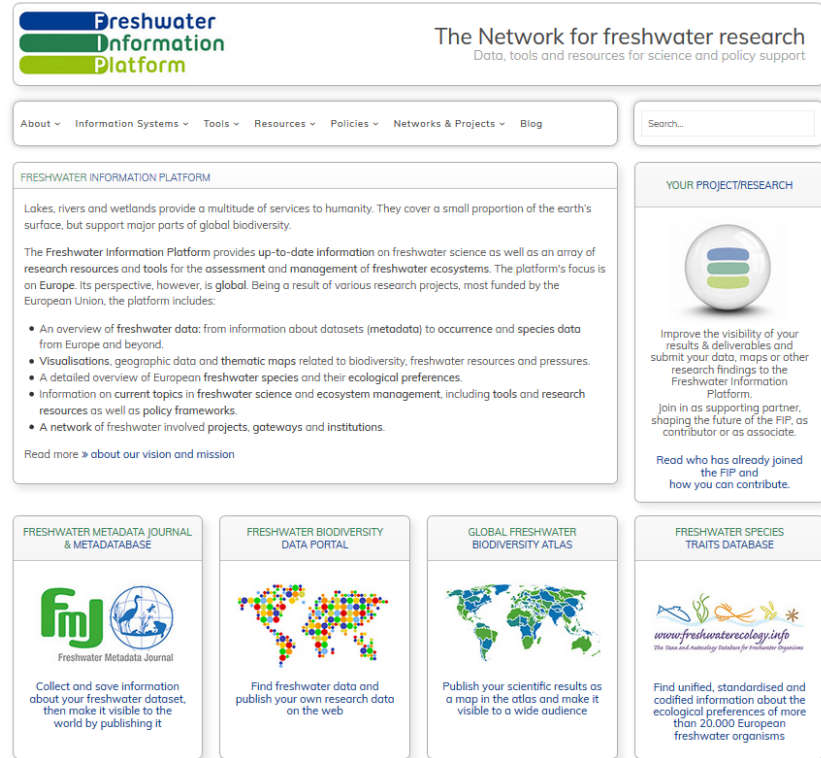 Freshwater
Information
Platform
The Network for freshwater research
Data, tools and resources for science and policy support
About
Information Systems
Tools
Resources
Policies
Networks & Projects
Blog
Search...
FRESHWATER INFORMATION PLATFORM
Lakes, rivers and wetlands provide a multitude of services to humanity. They cover a small proportion of the earth's
surface, but support major parts of global biodiversity.
The Freshwater Information Platform provides up-to-date information on freshwater science as well as an array of
research resources and tools for the assessment and management of freshwater ecosystems. The platform's focus is
on Europe. Its perspective, however, is global. Being a result of various research projects, most funded by the
European Union, the platform includes:
• An overview of freshwater data: from information about datasets (metadata) to occurrence and species data
from Europe and beyond.
• Visualisations, geographic data and thematic maps related to biodiversity, freshwater resources and pressures.
• A detailed overview of European freshwater species and their ecological preferences.
• Information on current topics in freshwater science and ecosystem management, including tools and research
resources as well as policy frameworks.
• A network of freshwater involved projects, gateways and institutions.
Read more » about our vision and mission
YOUR PROJECT/RESEARCH
Improve the visibility of your
results & deliverables and
submit your data, maps or other
research findings to the
Freshwater Information
Platform.
Join in as supporting partner,
shaping the future of the FIP, as
contributor or as associate.
Read who has already joined
the FIP and
how you can contribute.
FRESHWATER METADATA JOURNAL
& METADATABASE
fmJ
Freshwater Metadata Journal
Collect and save information
about your freshwater dataset,
then make it visible to the
world by publishing it
FRESHWATER BIODIVERSITY
DATA PORTAL
Find freshwater data and
publish your own research data
on the web
GLOBAL FRESHWATER
BIODIVERSITY ATLAS
Publish your scientific results as
a map in the atlas and make it
visible to a wide audience
FRESHWATER SPECIES
TRAITS DATABASE
www.freshwaterecology.info
The Taxa and Autecology Database for Freshwater Organisms
Find unified, standardised and
codified information about the
ecological preferences of more
than 20.000 European
freshwater organisms